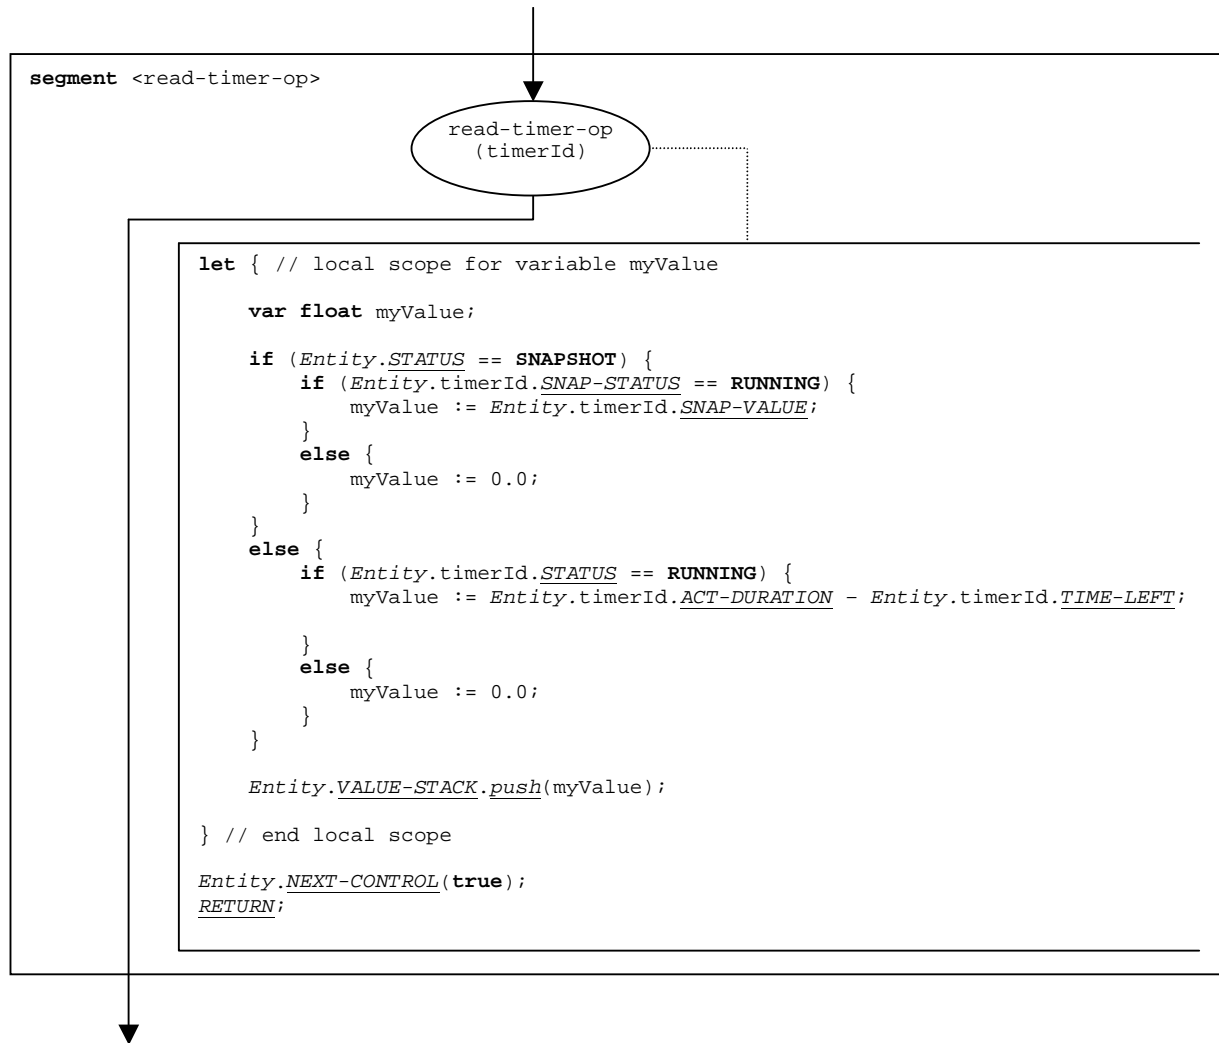 segment <read-timer-op>
read-timer-op
(timerId)
let { // local scope for variable myValue
var float myValue;
if (Entity.STATUS == SNAPSHOT) {
if (Entity.timerId.SNAP-STATUS == RUNNING) {
myValue := Entity.timerId.SNAP-VALUE;
}
else {
myValue := 0.0;
}
}
else {
if (Entity.timerId.STATUS == RUNNING) {
myValue := Entity.timerId.ACT-DURATION – Entity.timerId.TIME-LEFT;
}
else {
myValue := 0.0;
}
}
Entity.VALUE-STACK.push(myValue);
} // end local scope
Entity.NEXT-CONTROL(true);
RETURN;